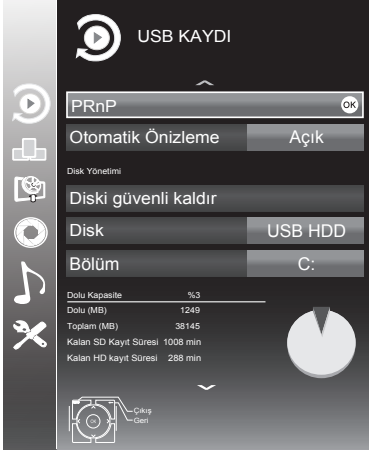 USB KAYDI
PRnP OK
Otomatik Önizleme Açık
Disk Yönetimi
Diski güvenli kaldır
Disk USB HDD
Bölüm C:
Dolu Kapasite %3
Dolu (MB) 1249
Toplam (MB) 38145
Kalan SD Kayıt Süresi 1008 min
Kalan HD kayıt Süresi 288 min
Çıkış
OK Geri